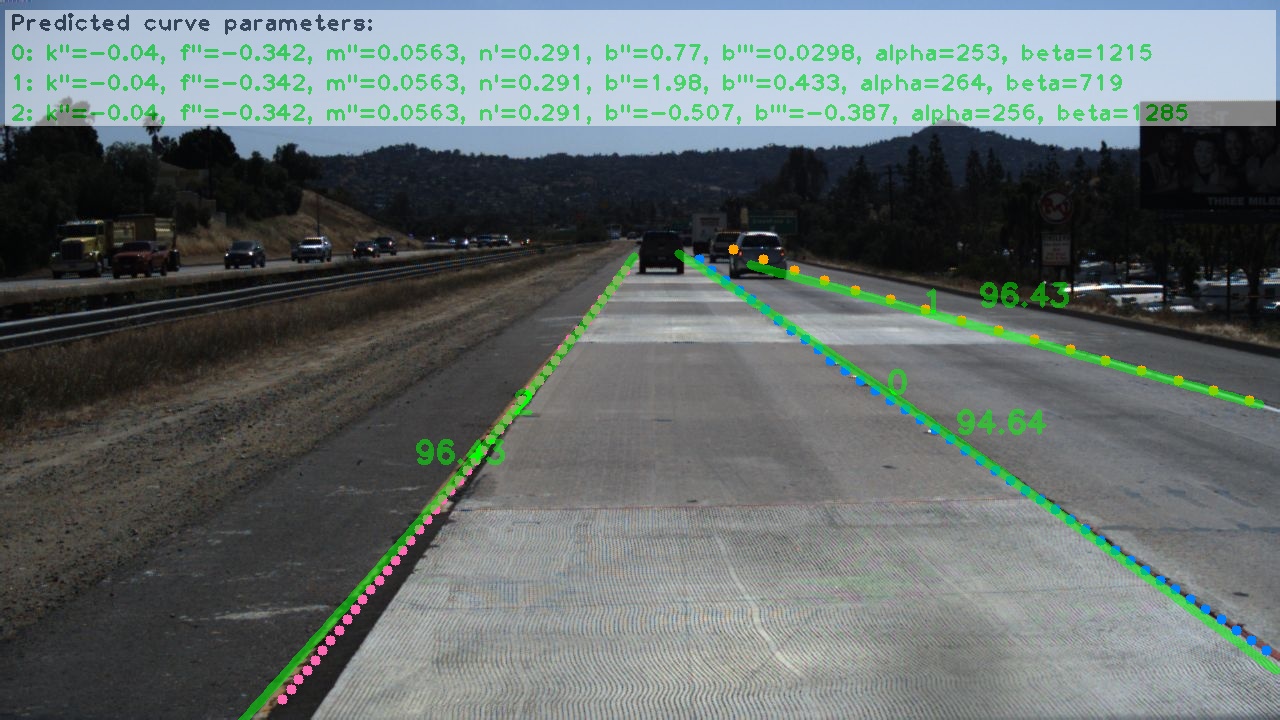 Predicted curve parameters:
0: k''=-0.04, f''=-0.342, m''=0.0563, n'=0.291, b''=0.77, b'''=0.0298, alpha=253, beta=1215
1: k''=-0.04, f''=-0.342, m''=0.0563, n'=0.291, b''=1.98, b'''=0.433, alpha=264, beta=719
2: k''=-0.04, f''=-0.342, m''=0.0563, n'=0.291, b''=-0.507, b'''=-0.387, alpha=256, beta=1285
THREE MILE
1 96.43
0
94.64
2
96.43